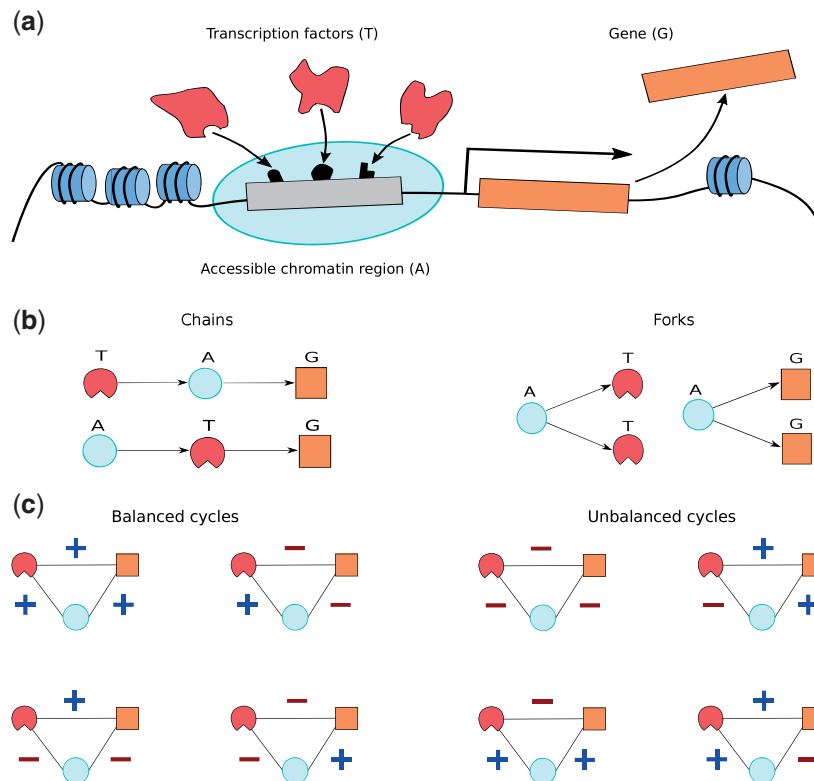 (a)
Transcription factors (T)
Gene (G)
Accessible chromatin region (A)
(b)
Chains
Forks
T A G
A T G
A T T
A G G
(c)
Balanced cycles
Unbalanced cycles
+ − − +
+ + + − − − − +
+ − − +
− − − + + + + −